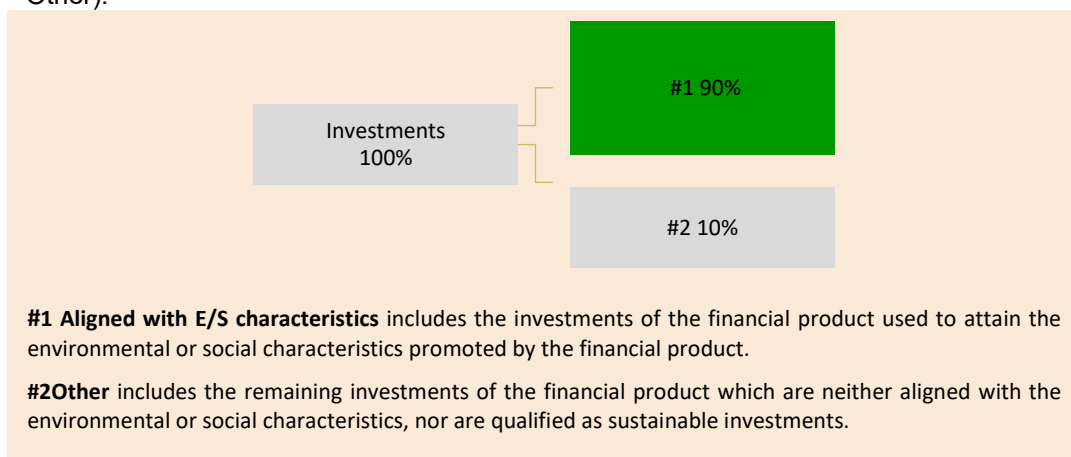 Other).
#1 90%
Investments
100%
#2 10%
#1 Aligned with E/S characteristics includes the investments of the financial product used to attain the
environmental or social characteristics promoted by the financial product.
#2Other includes the remaining investments of the financial product which are neither aligned with the
environmental or social characteristics, nor are qualified as sustainable investments.